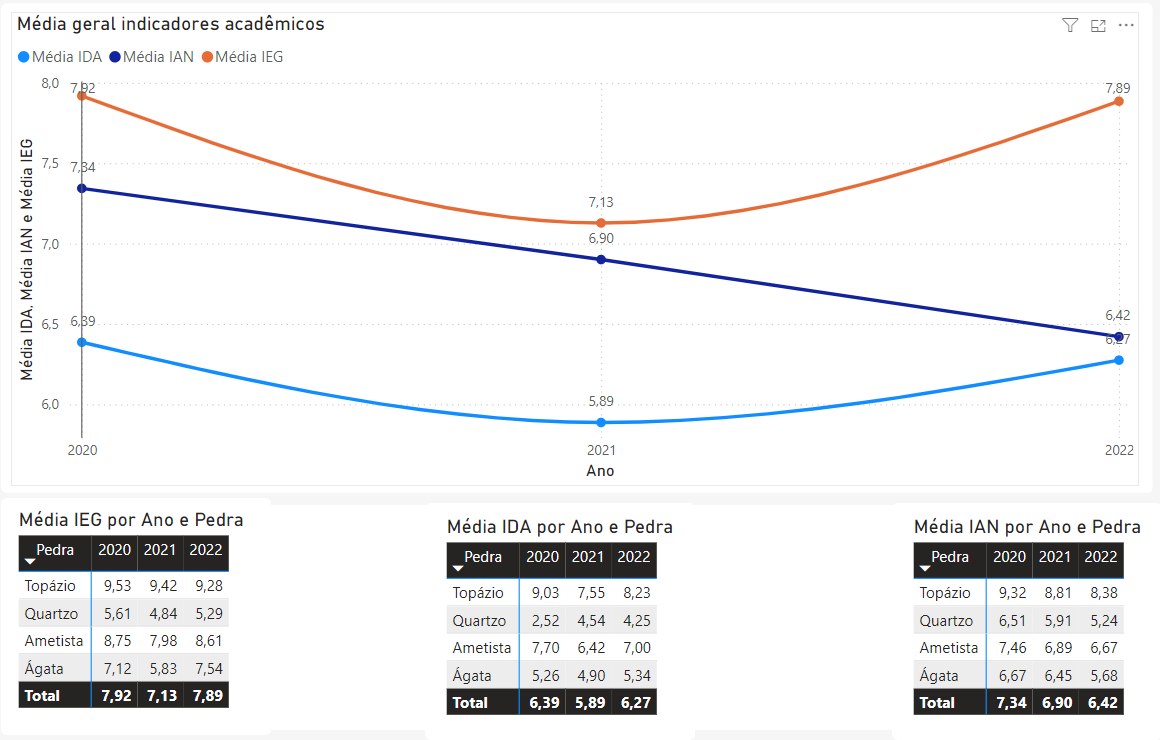 Média geral indicadores acadêmicos
Média IDA Média IAN Média IEG
Média IDA, Média IAN e Média IEG
8,0
7,5
7,0
6,5
6,0
7,92
7,89
7,34
7,13
6,90
6,39
6,42
6,27
5,89
2020 2021 2022
Ano
Média IEG por Ano e Pedra
Pedra 2020 2021 2022
Topázio 9,53 9,42 9,28
Quartzo 5,61 4,84 5,29
Ametista 8,75 7,98 8,61
Ágata 7,12 5,83 7,54
Total 7,92 7,13 7,89
Média IDA por Ano e Pedra
Pedra 2020 2021 2022
Topázio 9,03 7,55 8,23
Quartzo 2,52 4,54 4,25
Ametista 7,70 6,42 7,00
Ágata 5,26 4,90 5,34
Total 6,39 5,89 6,27
Média IAN por Ano e Pedra
Pedra 2020 2021 2022
Topázio 9,32 8,81 8,38
Quartzo 6,51 5,91 5,24
Ametista 7,46 6,89 6,67
Ágata 6,67 6,45 5,68
Total 7,34 6,90 6,42